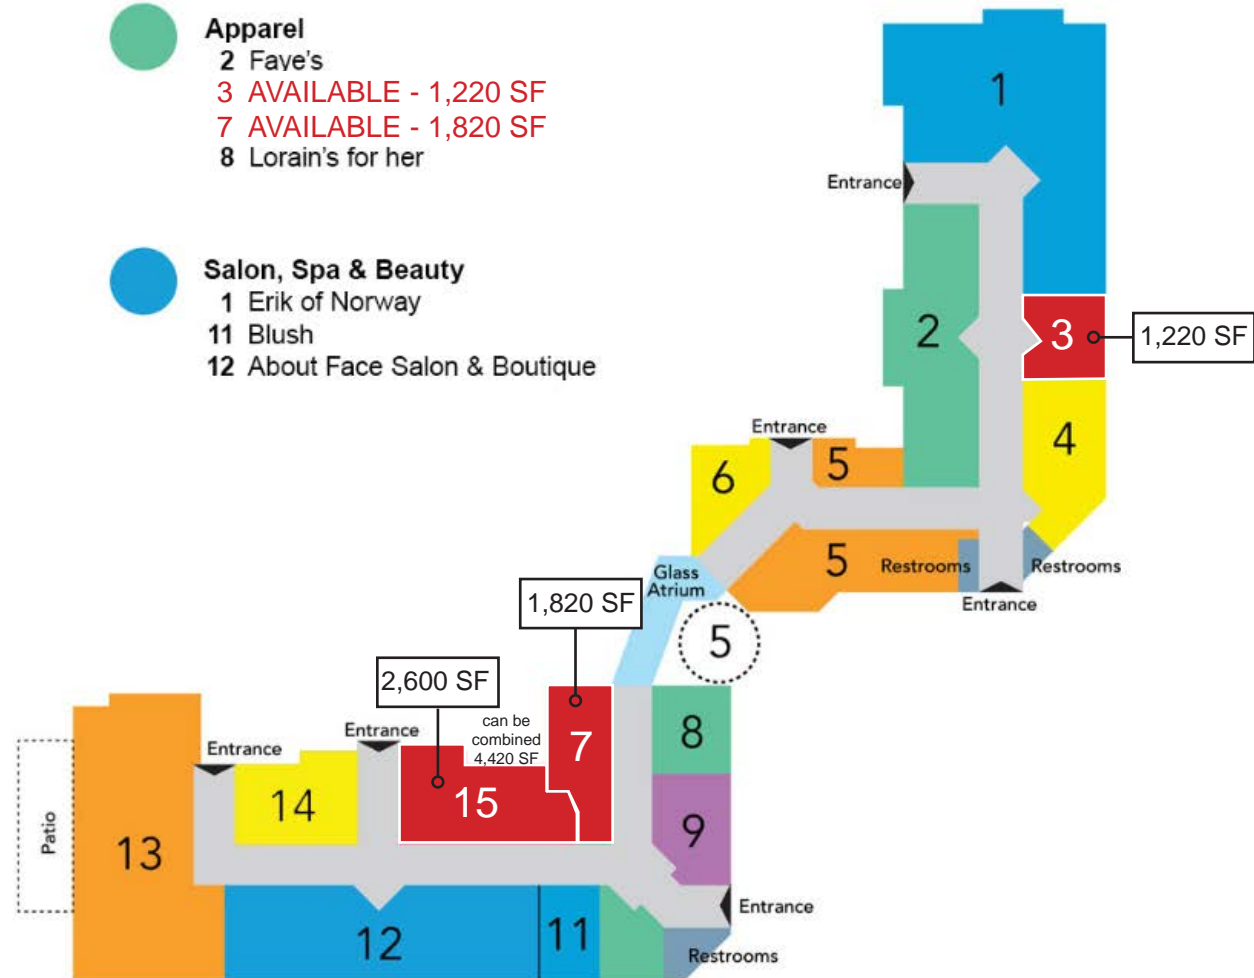 Apparel
2 Faye's
3 AVAILABLE - 1,220 SF
7 AVAILABLE - 1,820 SF
8 Lorain's for her
Salon, Spa & Beauty
1 Erik of Norway
11 Blush
12 About Face Salon & Boutique
1
Entrance
2
3
1,220 SF
4
Entrance
6
5
5
Restrooms
Restrooms
Entrance
Glass
Atrium
5
1,820 SF
2,600 SF
can be
combined
4,420 SF
7
8
Entrance
Entrance
14
15
9
Patio
13
12
11
Entrance
Restrooms